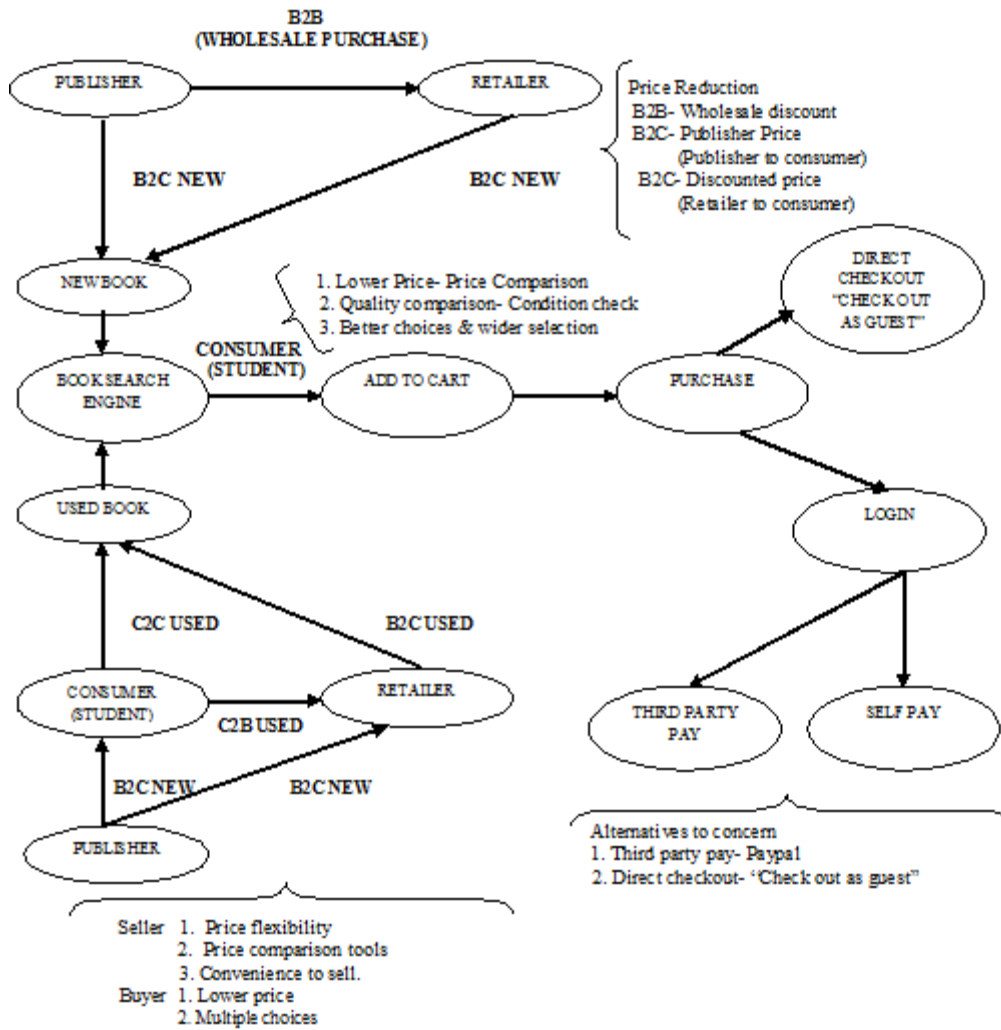 B2B
(WHOLESALE PURCHASE)
PUBLISHER
RETAILER
Price Reduction
B2B- Wholesale discount
B2C- Publisher Price
(Publisher to consumer)
B2C- Discounted price
(Retailer to consumer)
B2C NEW
B2C NEW
NEW BOOK
1. Lower Price- Price Comparison
2. Quality comparison- Condition check
3. Better choices & wider selection
DIRECT
CHECKOUT
“CHECK OUT
AS GUEST”
CONSUMER
(STUDENT)
BOOK SEARCH
ENGINE
ADD TO CART
PURCHASE
USED BOOK
LOGIN
C2C USED
B2C USED
CONSUMER
(STUDENT)
RETAILER
C2B USED
THIRD PARTY
PAY
SELF PAY
B2C NEW
B2C NEW
PUBLISHER
Alternatives to concern
1. Third party pay- Paypal
2. Direct checkout- “Check out as guest”
Seller 1. Price flexibility
2. Price comparison tools
3. Convenience to sell.
Buyer 1. Lower price
2. Multiple choices